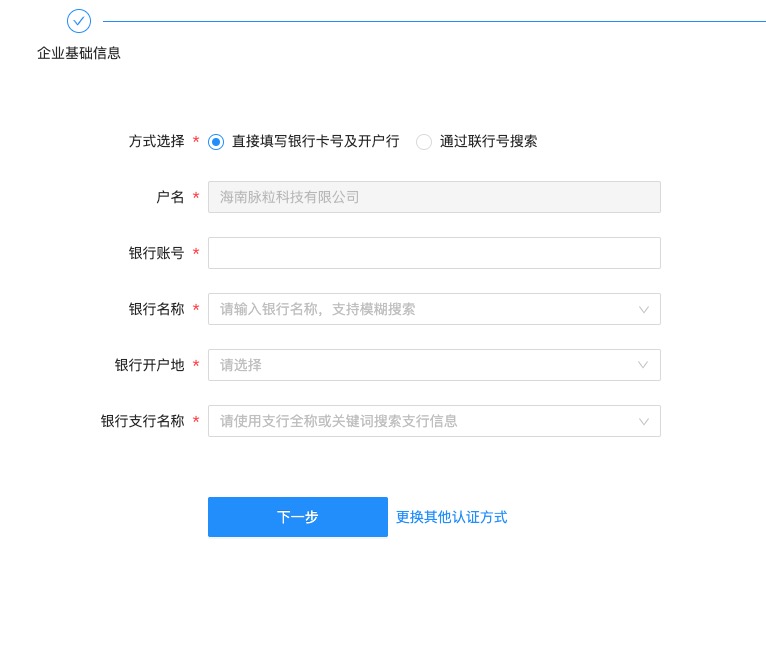 企业基础信息
方式选择 * 直接填写银行卡号及开户行 通过联行号搜索
户名 * 海南脉粒科技有限公司
银行账号 *
银行名称 * 请输入银行名称，支持模糊搜索
银行开户地 * 请选择
银行支行名称 * 请使用支行全称或关键词搜索支行信息
下一步 更换其他认证方式